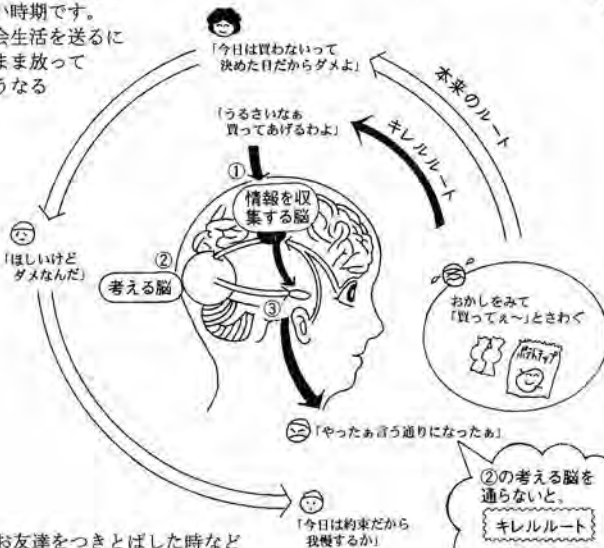 い時期です。
会生活を送るに
まま放って
うなる
「今日は買わないって
決めた日だからダメよ」
本来のルート
キレルルート
「うるさいなぁ
買ってあげるわよ」
①
情報を収
集する脳
②
考える脳
③
「ほしいけど
ダメなんだ」
おかしをみて
「買ってぇ〜」とさわぐ
ポテトチップ
「やったぁ言う通りになったぁ」
②の考える脳を
通らないと。
キレルルート
「今日は約束だから
我慢するか」
お友達をつきとばした時など